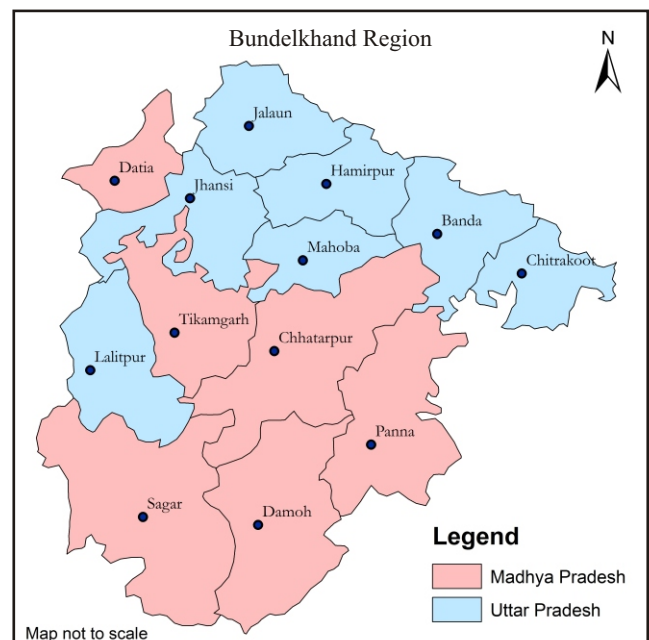 Bundelkhand Region
N
Jalaun
Datia
Hamirpur
Jhansi
Banda
Mahoba
Chitrakoot
Tikamgarh
Chhatarpur
Lalitpur
Panna
Sagar
Damoh
Legend
Madhya Pradesh
Uttar Pradesh
Map not to scale